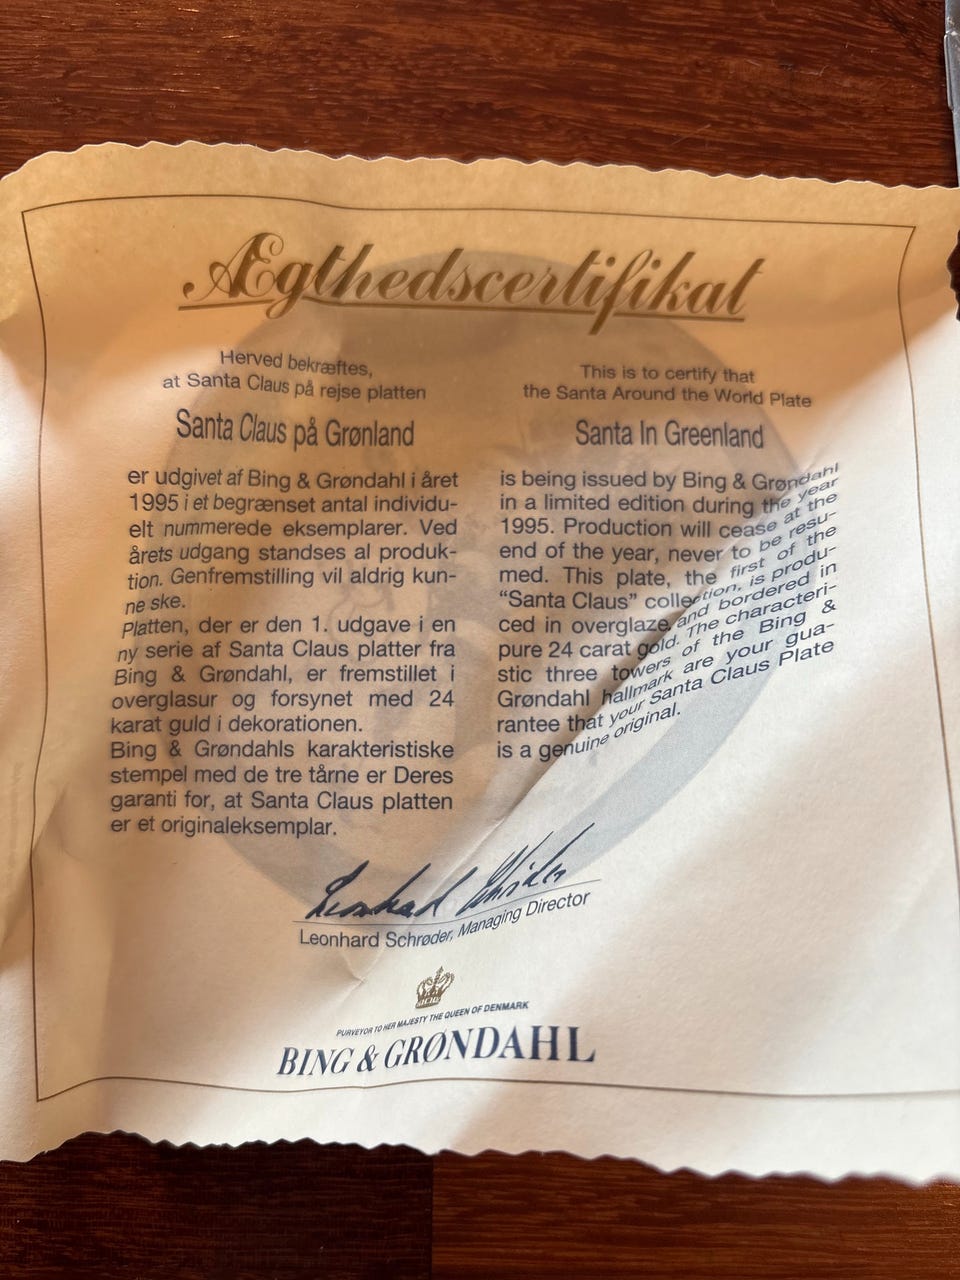 Ægthedscertifikat
Herved bekræftes,
at Santa Claus på rejse platten
Santa Claus på Grønland
er udgivet af Bing & Grøndahl i året
1995 i et begrænset antal individu-
elt nummerede eksemplarer. Ved
årets udgang standses al produk-
tion. Genfremstilling vil aldrig kun-
ne ske.
Platten, der er den 1. udgave i en
ny serie af Santa Claus platter fra
Bing & Grøndahl, er fremstillet i
overglasur og forsynet med 24
karat guld i dekorationen.
Bing & Grøndahls karakteristiske
stempel med de tre tårne er Deres
garanti for, at Santa Claus platten
er et originaleksemplar.
This is to certify that
the Santa Around the World Plate
Santa In Greenland
is being issued by Bing & Grøndahl
in a limited edition during the year
1995. Production will cease at the
end of the year, never to be resu-
med. This plate, the first of the
“Santa Claus” collection, is produ-
ced in overglaze and bordered in
pure 24 carat gold. The characteri-
stic three towers of the Bing &
Grøndahl hallmark are your gua-
rantee that your Santa Claus Plate
is a genuine original.
Leonhard Schrøder
Leonhard Schrøder, Managing Director
PURVEYOR TO HER MAJESTY THE QUEEN OF DENMARK
BING & GRØNDAHL